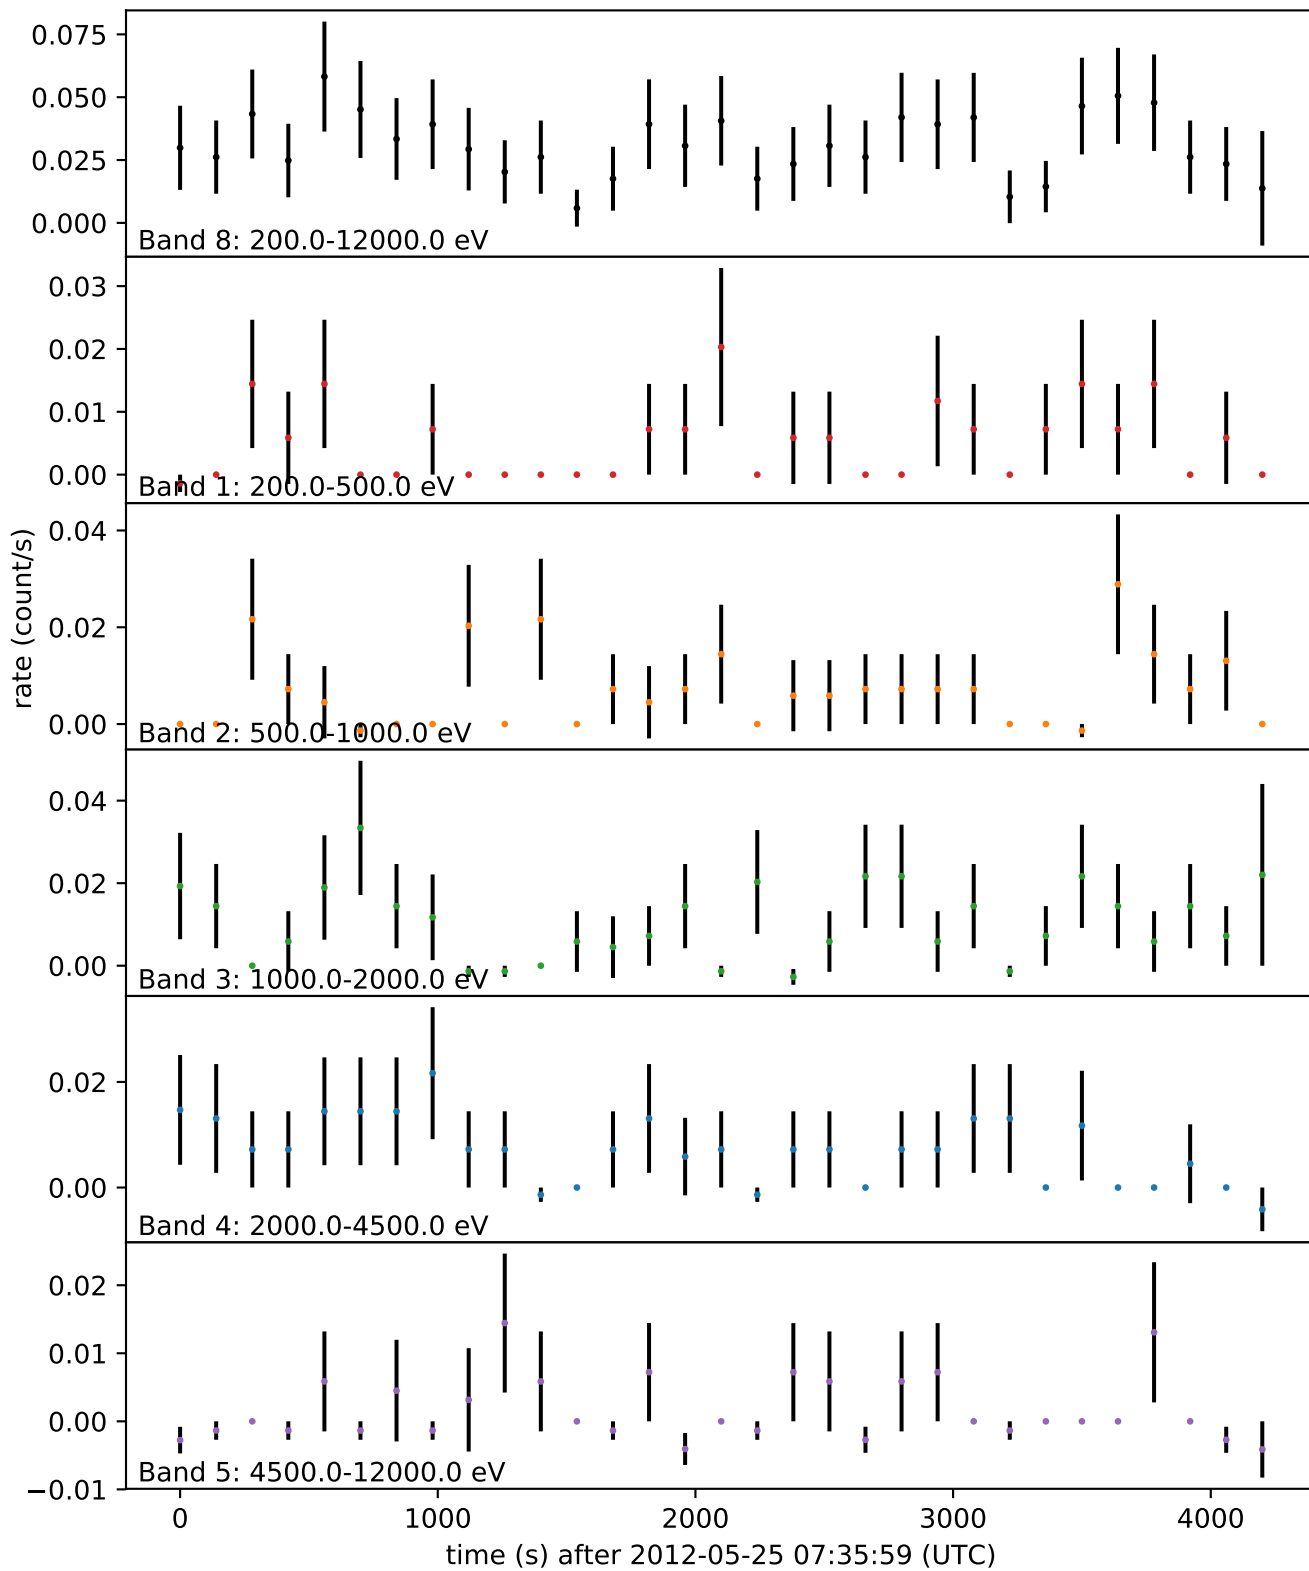 0.075
0.050
0.025
0.000
Band 8: 200.0-12000.0 eV
0.03
0.02
0.01
0.00
Band 1: 200.0-500.0 eV
0.04
0.02
0.00
Band 2: 500.0-1000.0 eV
rate (count/s)
0.04
0.02
0.00
Band 3: 1000.0-2000.0 eV
0.02
0.00
Band 4: 2000.0-4500.0 eV
0.02
0.01
0.00
−0.01
Band 5: 4500.0-12000.0 eV
0 1000 2000 3000 4000
time (s) after 2012-05-25 07:35:59 (UTC)